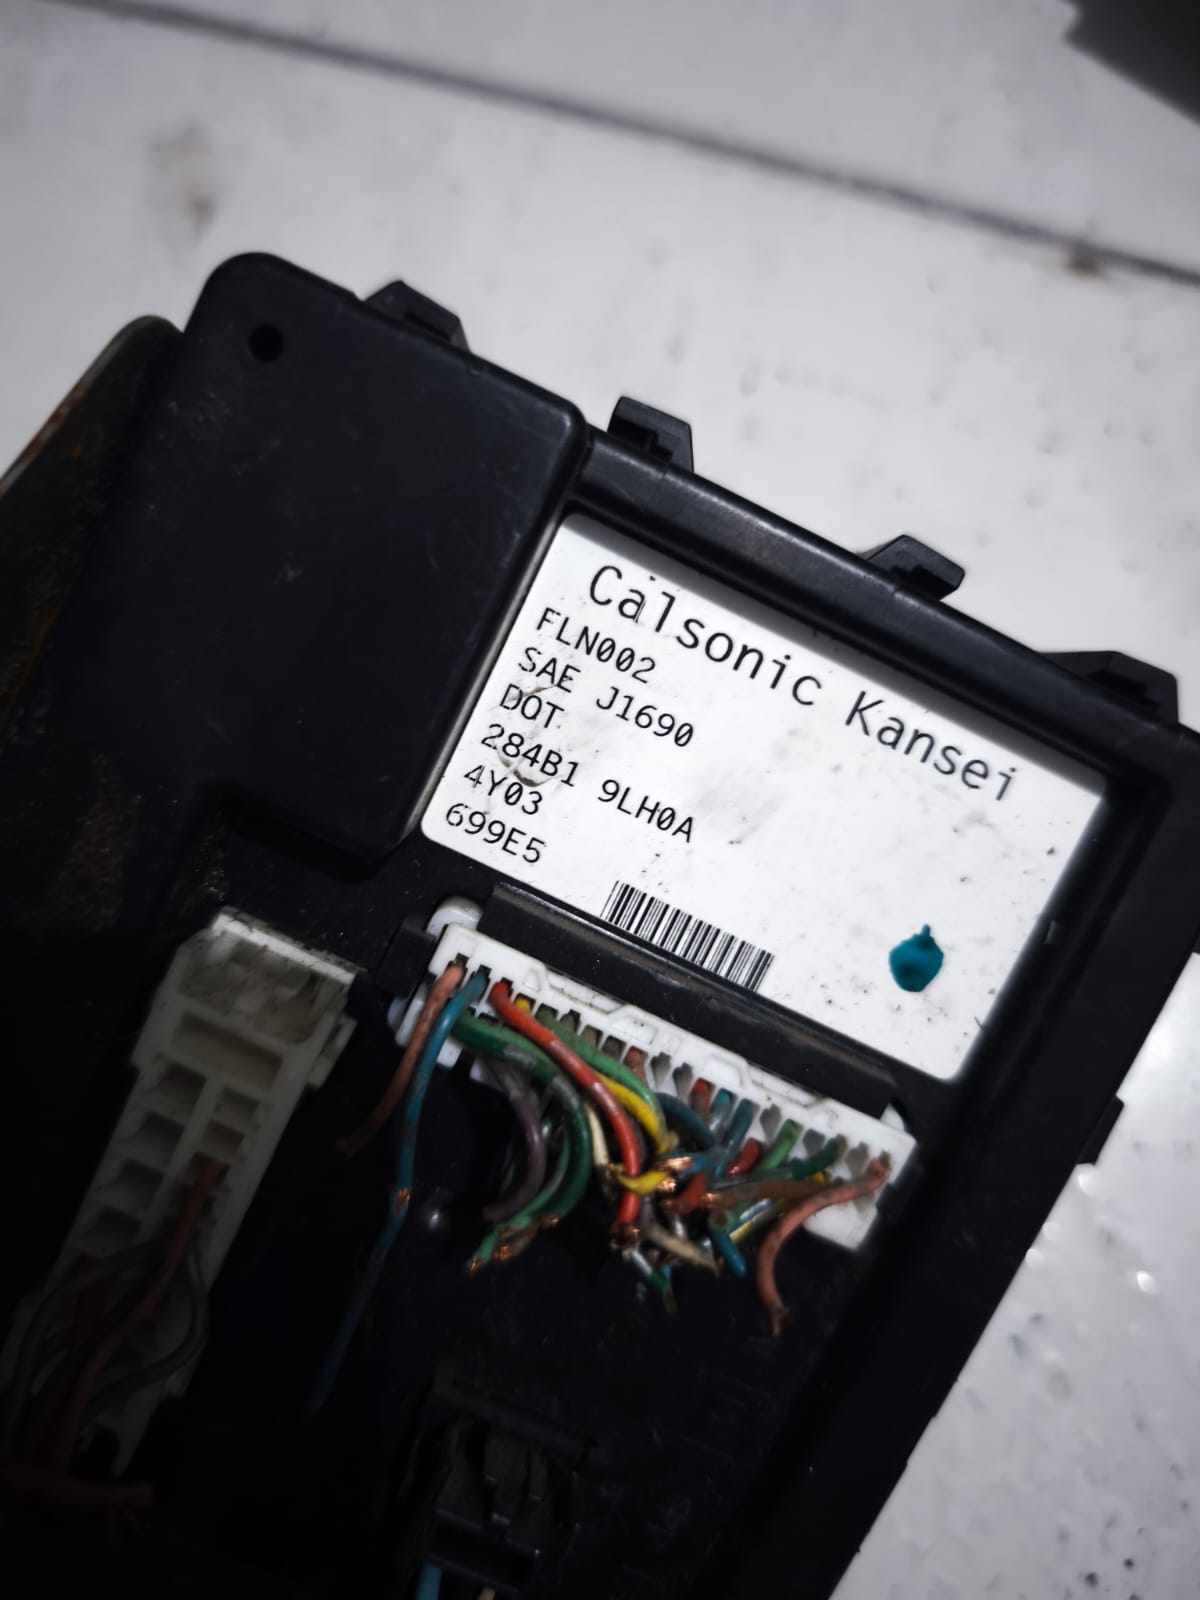 Calsonic Kansei
FLN002
SAE J1690
DOT
284B1 9LH0A
4Y03
699E5